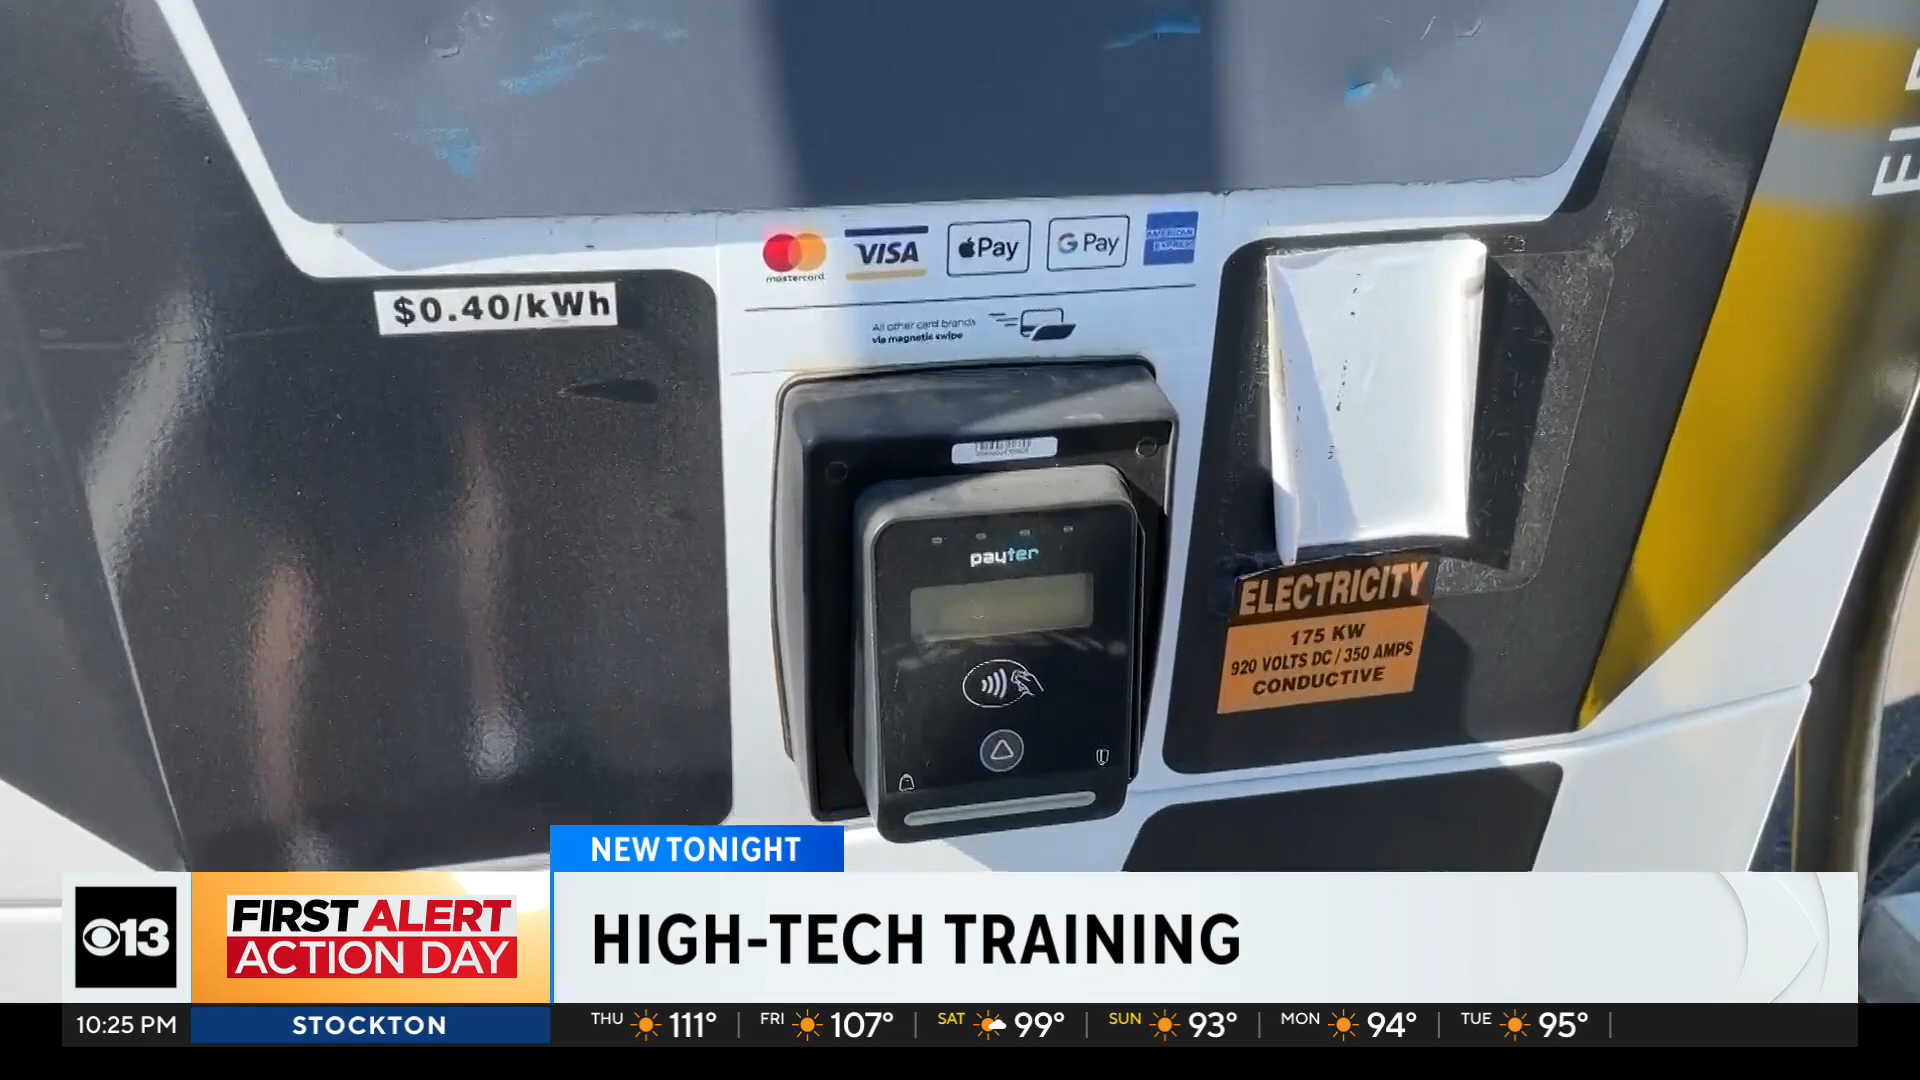 $0.40/kWh
mastercard
VISA
Pay
G Pay
AMERICAN
EXPRESS
All other card brands
via magnetic swipe
payter
ELECTRICITY
175 KW
920 VOLTS DC / 350 AMPS
CONDUCTIVE
NEW TONIGHT
13
FIRST ALERT
ACTION DAY
HIGH-TECH TRAINING
10:25 PM
STOCKTON
THU 111° | FRI 107° | SAT 99° | SUN 93° | MON 94° | TUE 95° |